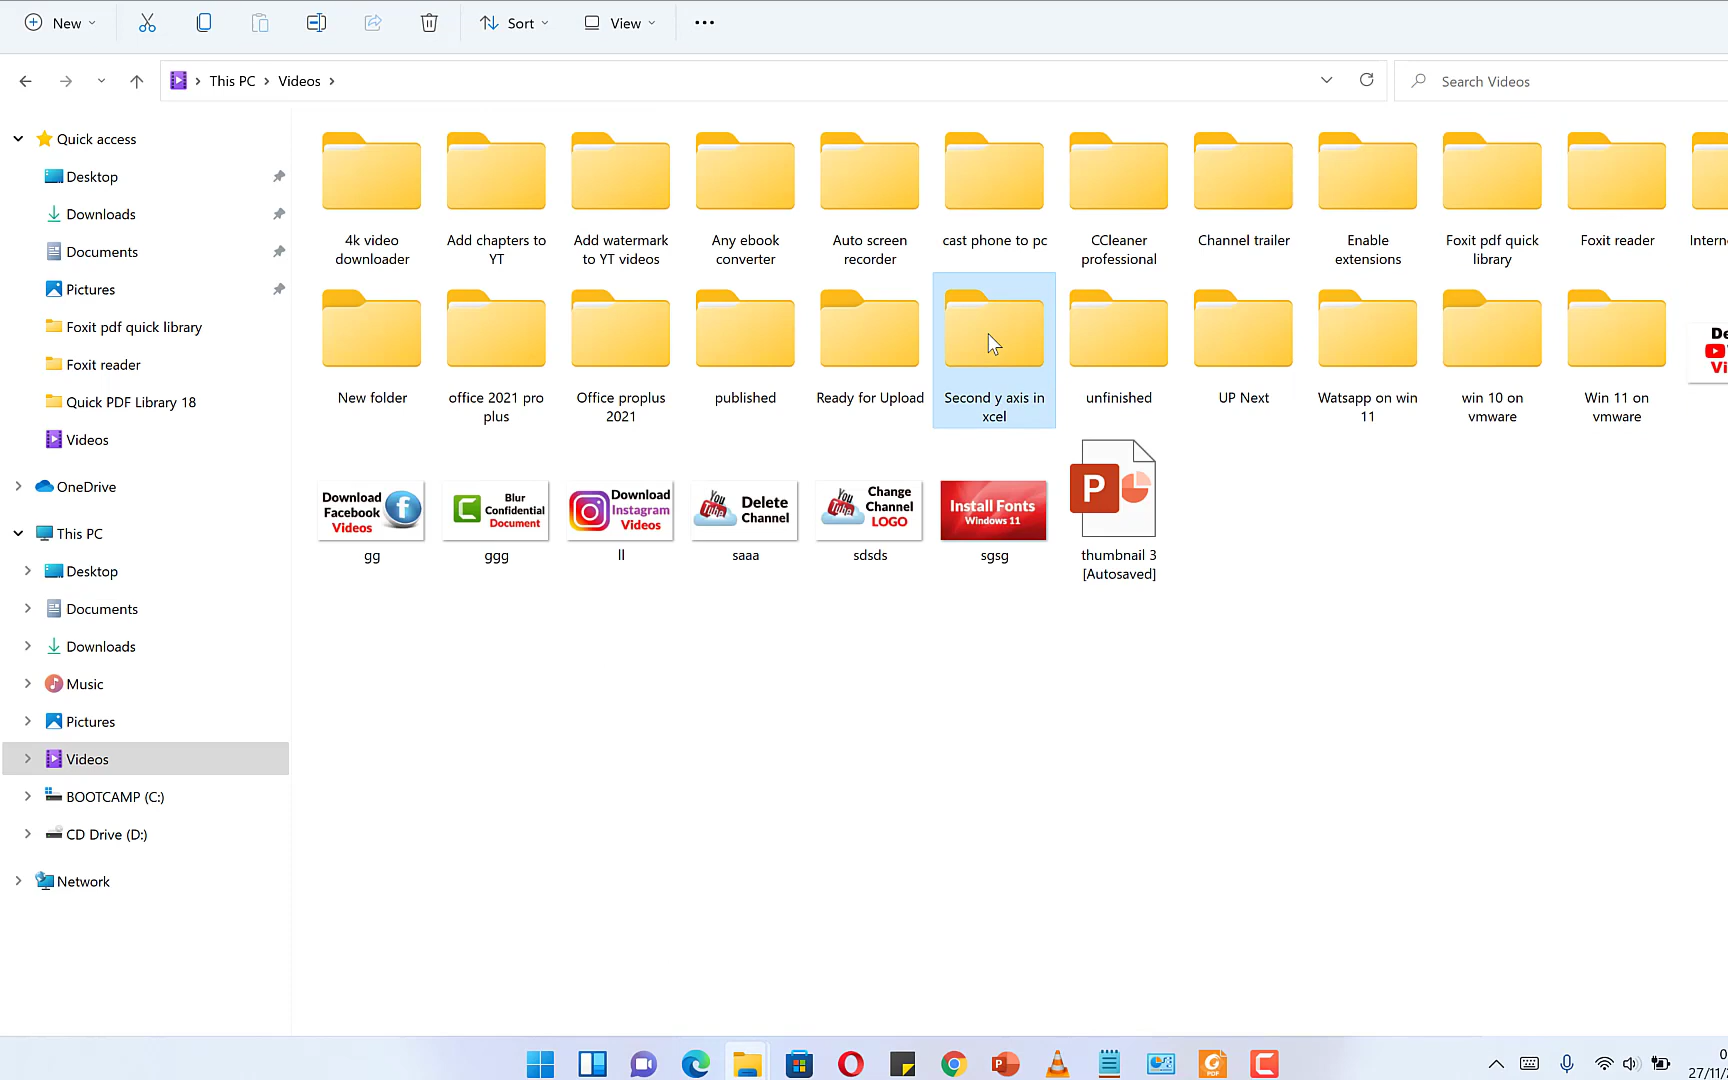 New
Sort
View
This PC
Videos
Search Videos
Quick access
Desktop
Downloads
Documents
Pictures
Foxit pdf quick library
Foxit reader
Quick PDF Library 18
Videos
OneDrive
This PC
Desktop
Documents
Downloads
Music
Pictures
Videos
BOOTCAMP (C:)
CD Drive (D:)
Network
4k video
downloader
Add chapters to
YT
Add watermark
to YT videos
Any ebook
converter
Auto screen
recorder
cast phone to pc
CCleaner
professional
Channel trailer
Enable
extensions
Foxit pdf quick
library
Foxit reader
New folder
office 2021 pro
plus
Office proplus
2021
published
Ready for Upload
Second y axis in
xcel
unfinished
UP Next
Watsapp on win
11
win 10 on
vmware
Win 11 on
vmware
Download
Facebook
Videos
gg
Blur
Confidential
Document
ggg
Download
Instagram
Videos
ll
You
Tube
Delete
Channel
saaa
You
Tube
Change
Channel
LOGO
sdsds
Install Fonts
Windows 11
sgsg
P
thumbnail 3
[Autosaved]